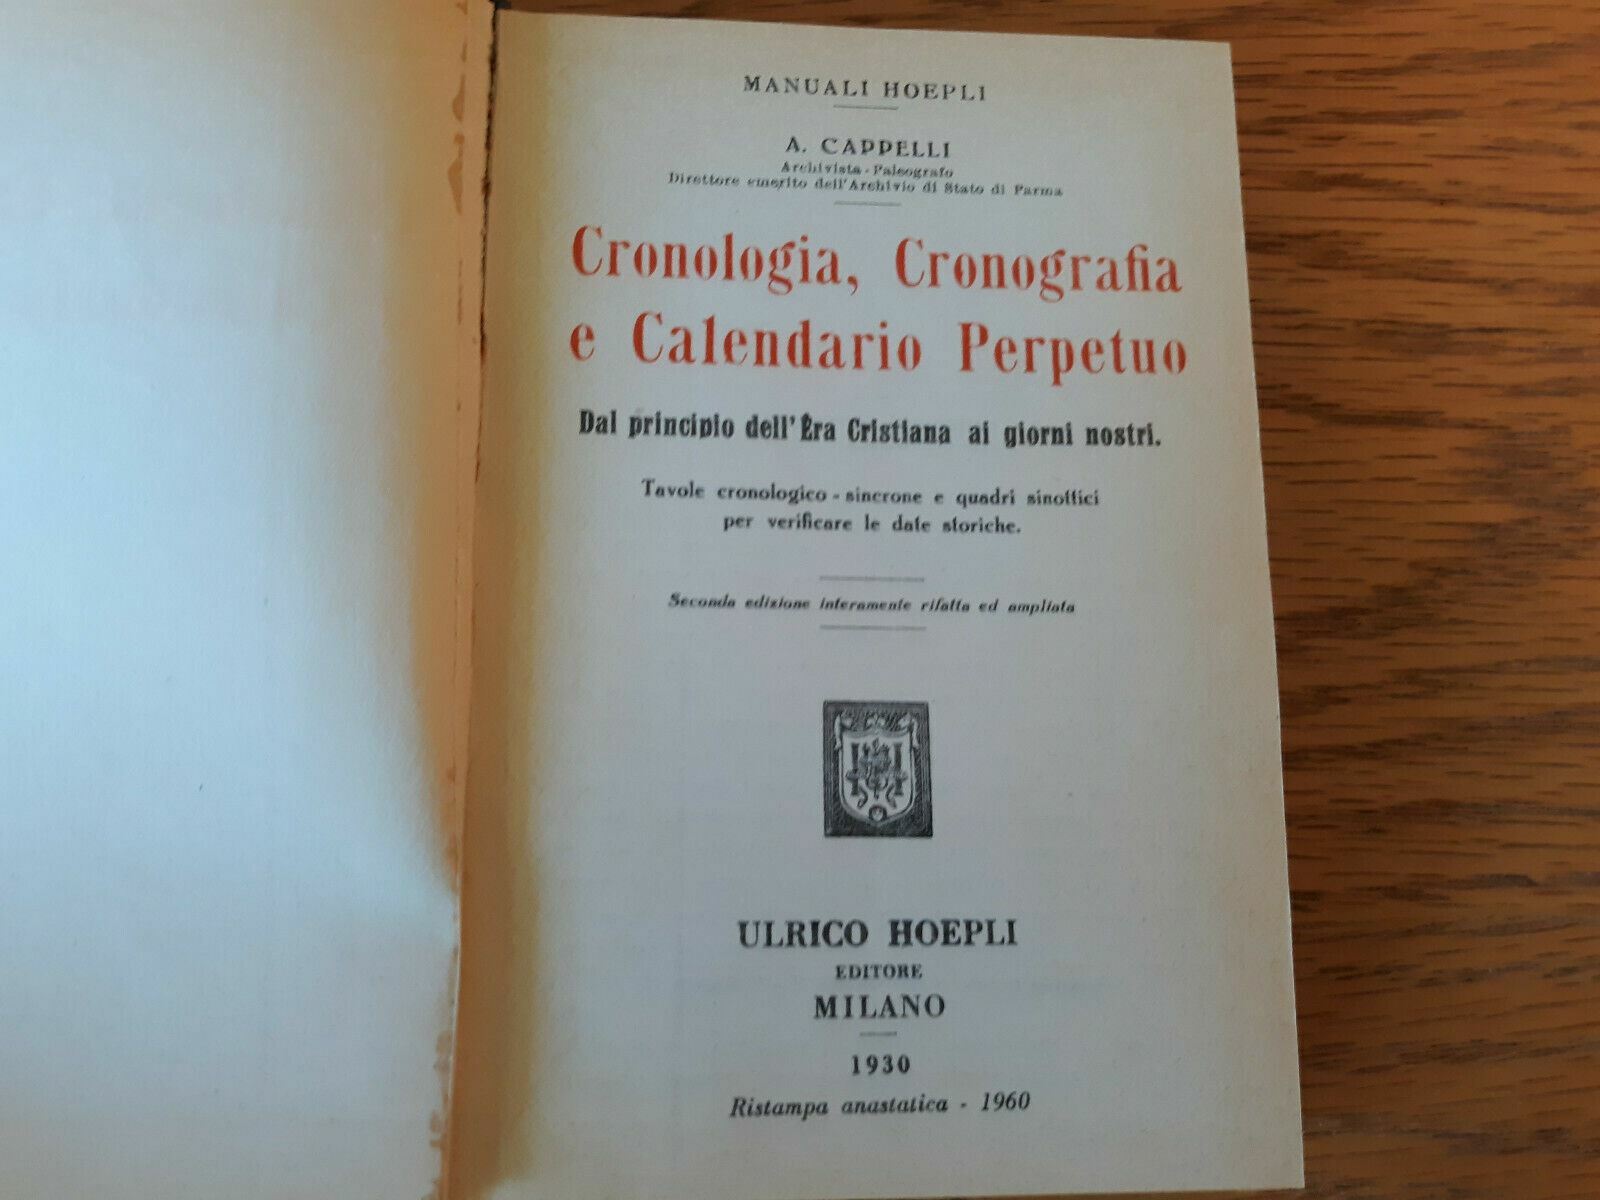 MANUALI HOEPLI
A. CAPPELLI
Archivista - Paleografo
Direttore emerito dell'Archivio di Stato di Parma
Cronologia, Cronografia
e Calendario Perpetuo
Dal principio dell'Êra Cristiana ai giorni nostri.
Tavole cronologico - sincrone e quadri sinottici
per verificare le date storiche.
Seconda edizione interamente rifatta ed ampliata
ULRICO HOEPLI
EDITORE
MILANO
1930
Ristampa anastatica - 1960